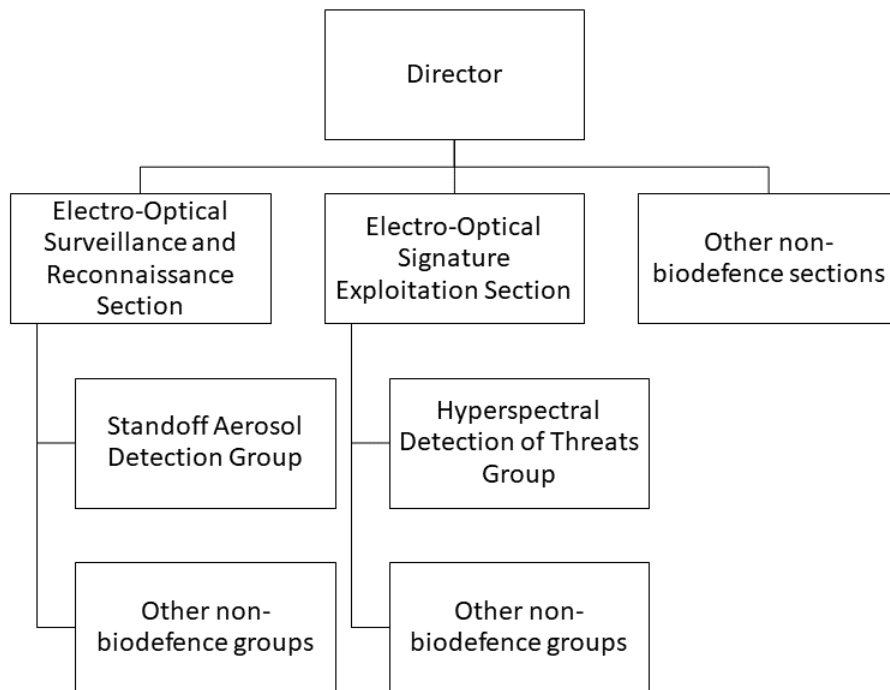 Director
Electro-Optical
Surveillance and
Reconnaissance
Section
Electro-Optical
Signature
Exploitation Section
Other non-
biodefence sections
Standoff Aerosol
Detection Group
Hyperspectral
Detection of Threats
Group
Other non-
biodefence groups
Other non-
biodefence groups